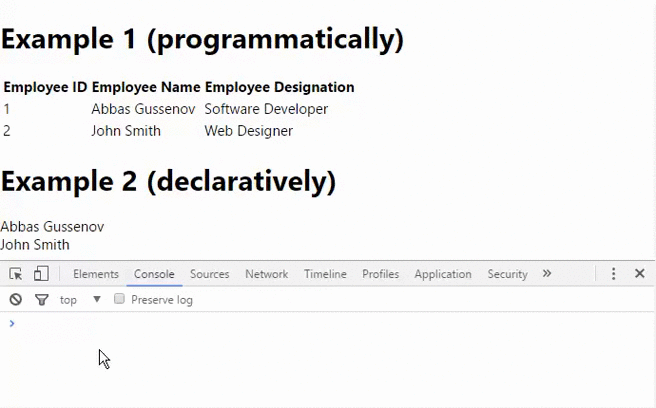 Example 1 (programmatically)
Employee ID Employee Name Employee Designation
1 Abbas Gussenov Software Developer
2 John Smith Web Designer
Example 2 (declaratively)
Abbas Gussenov
John Smith
Elements Console Sources Network Timeline Profiles Application Security »
top Preserve log